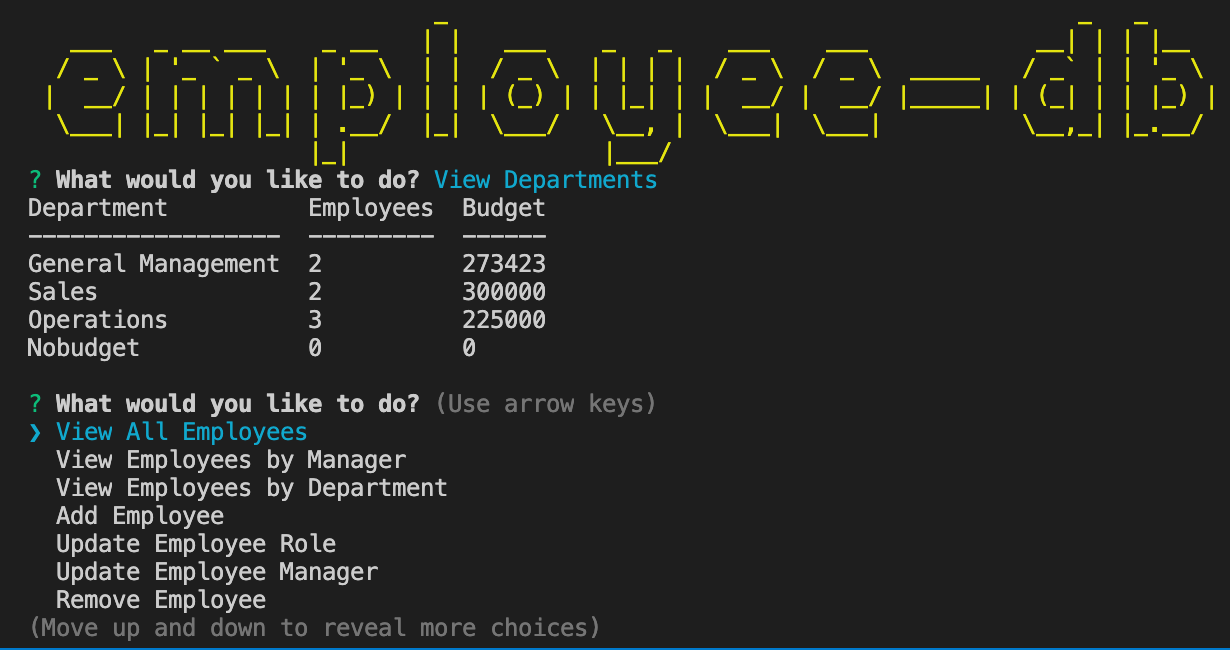 employee-db
? What would you like to do? View Departments
Department          Employees  Budget
------------------  ---------  ------
General Management  2          273423
Sales               2          300000
Operations          3          225000
Nobudget            0          0
? What would you like to do? (Use arrow keys)
❯ View All Employees
  View Employees by Manager
  View Employees by Department
  Add Employee
  Update Employee Role
  Update Employee Manager
  Remove Employee
(Move up and down to reveal more choices)